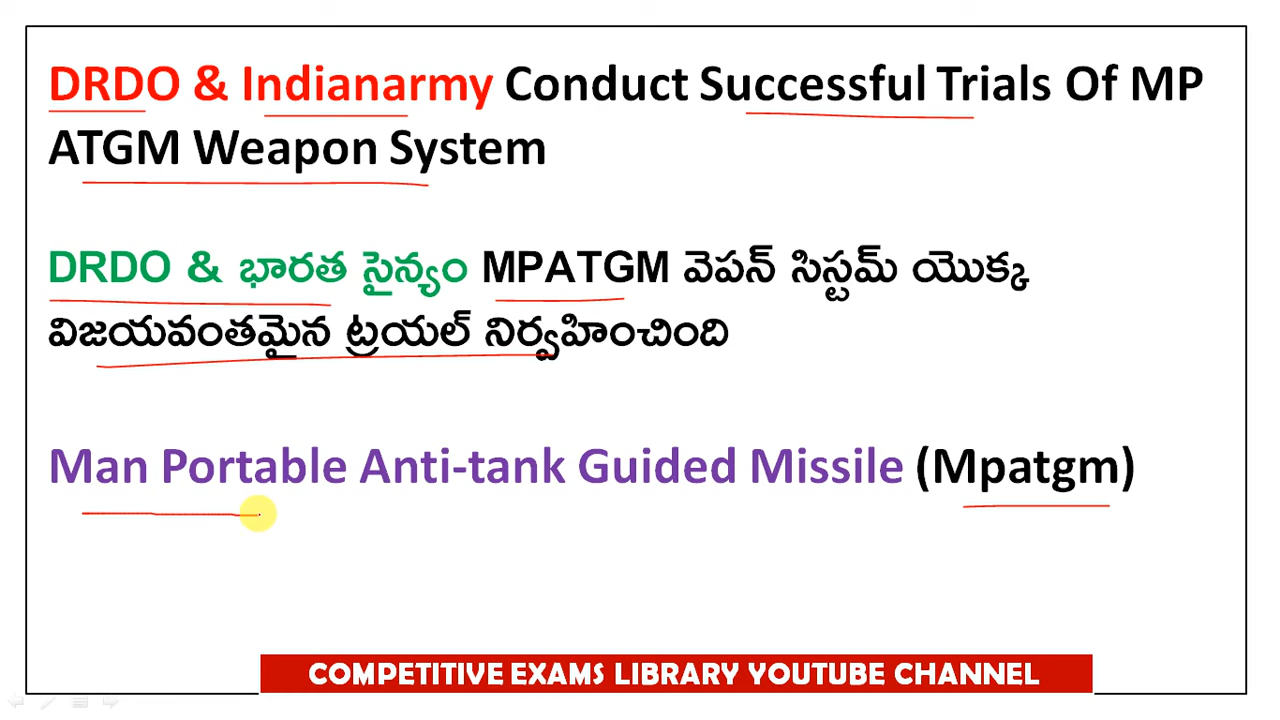 DRDO & Indianarmy Conduct Successful Trials Of MP
ATGM Weapon System
DRDO & భారత సైన్యం MPATGM వెపన్ సిస్టమ్ యొక్క
విజయవంతమైన ట్రయల్ నిర్వహించింది
Man Portable Anti-tank Guided Missile (Mpatgm)
COMPETITIVE EXAMS LIBRARY YOUTUBE CHANNEL